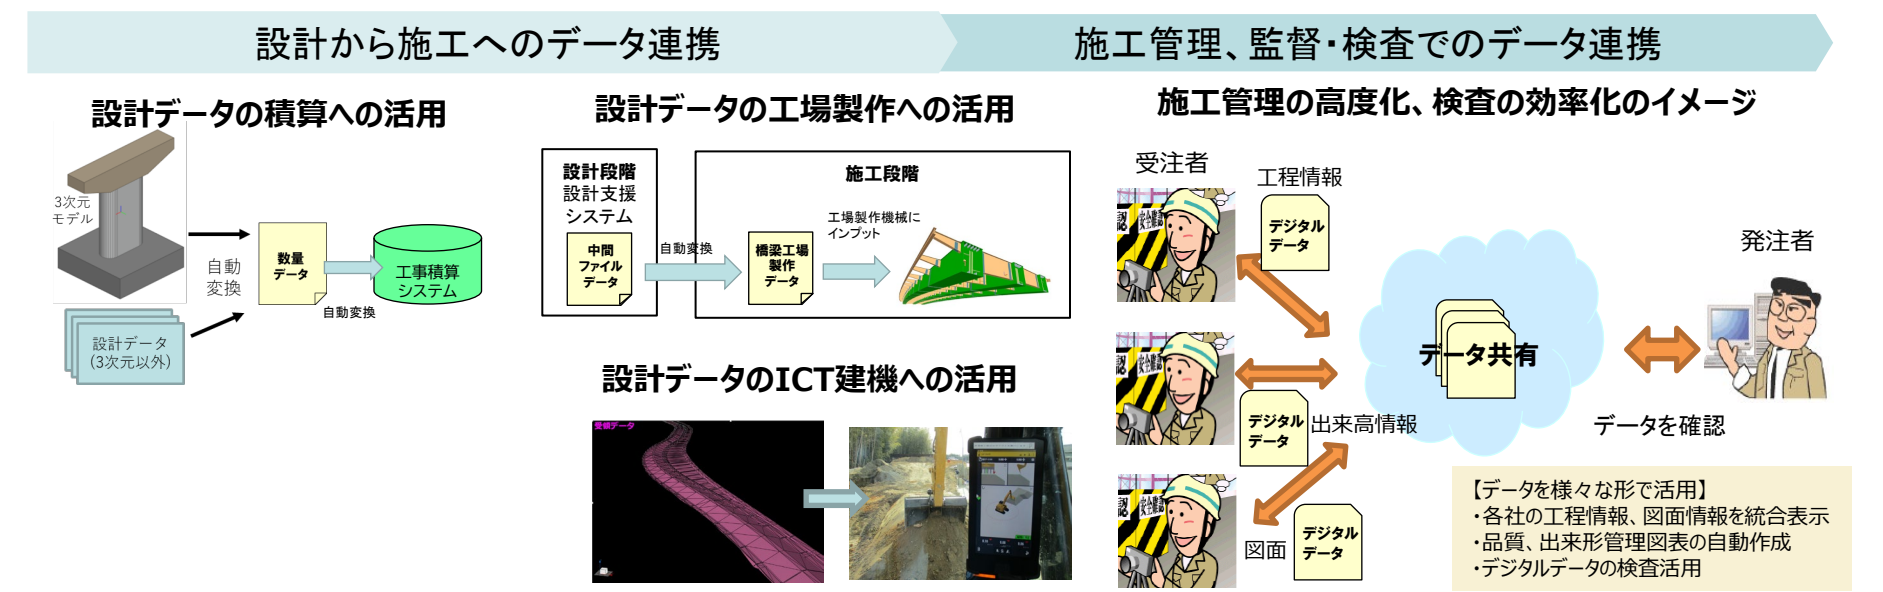 設計から施工へのデータ連携
施工管理、監督・検査でのデータ連携
設計データの積算への活用
3次元
モデル
設計データ
(3次元以外)
自動
変換
数量
データ
自動変換
工事積算
システム
設計データの工場製作への活用
設計段階
設計支援
システム
中間
ファイル
データ
自動変換
施工段階
橋梁工場
製作
データ
工場製作機械に
インプット
設計データのICT建機への活用
受領データ
施工管理の高度化、検査の効率化のイメージ
受注者
工程情報
デジタル
データ
デジタル
データ
出来高情報
図面
デジタル
データ
データ共有
発注者
データを確認
【データを様々な形で活用】
・各社の工程情報、図面情報を統合表示
・品質、出来形管理図表の自動作成
・デジタルデータの検査活用